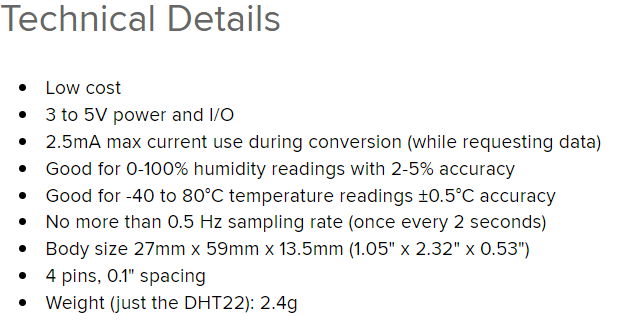 Technical Details
• Low cost
• 3 to 5V power and I/O
• 2.5mA max current use during conversion (while requesting data)
• Good for 0-100% humidity readings with 2-5% accuracy
• Good for -40 to 80°C temperature readings ±0.5°C accuracy
• No more than 0.5 Hz sampling rate (once every 2 seconds)
• Body size 27mm x 59mm x 13.5mm (1.05" x 2.32" x 0.53")
• 4 pins, 0.1" spacing
• Weight (just the DHT22): 2.4g